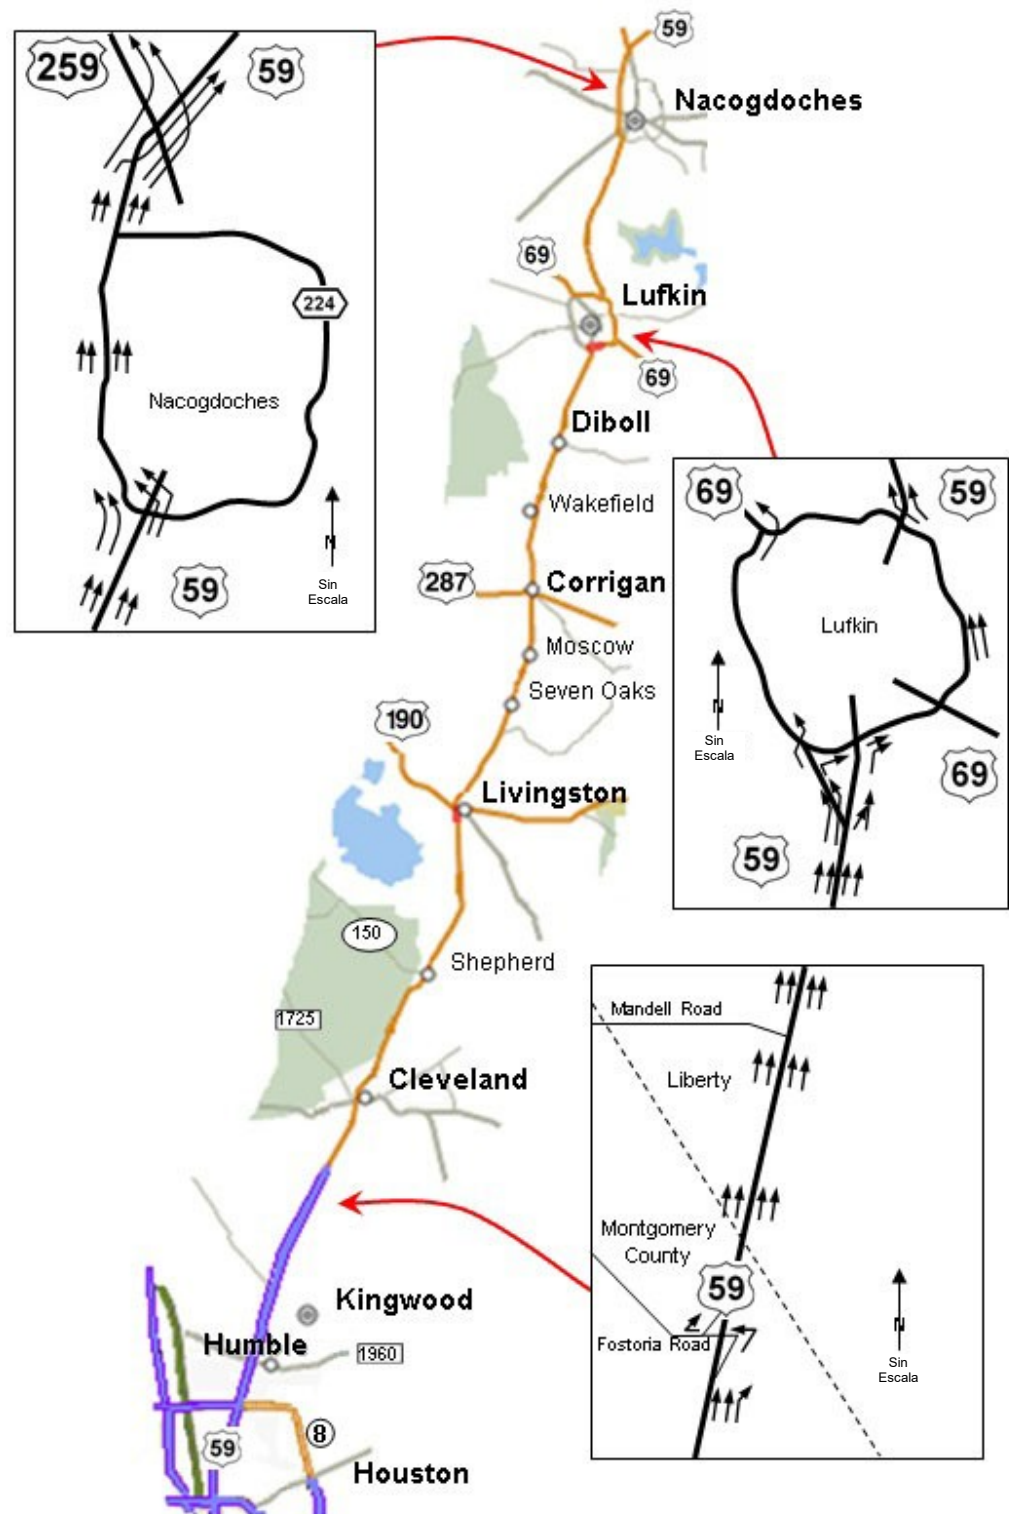 259
59
224
Nacogdoches
N
Sin
Escala
59
59
Nacogdoches
69
Lufkin
69
Diboll
Wakefield
287
Corrigan
Moscow
Seven Oaks
190
Livingston
150
Shepherd
1725
Cleveland
Kingwood
Humble
1960
8
59
Houston
69
59
Lufkin
N
Sin
Escala
69
59
Mandell Road
Liberty
Montgomery
County
59
Fostoria Road
N
Sin
Escala